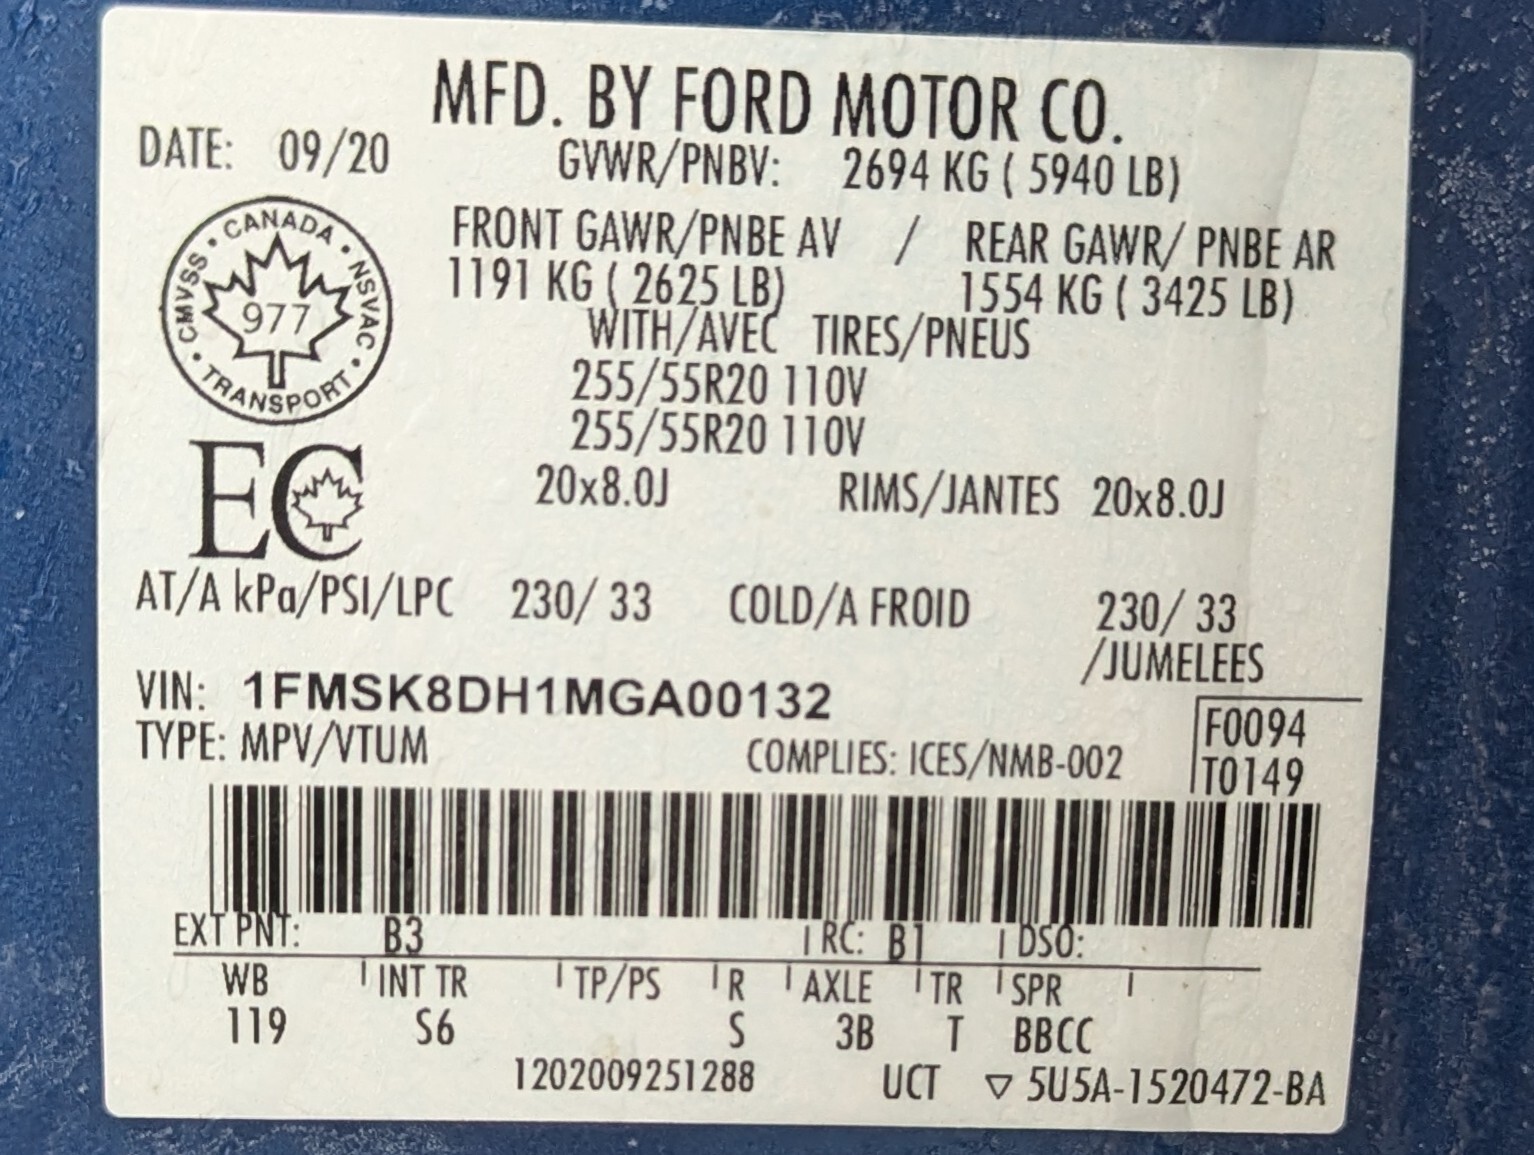 MFD. BY FORD MOTOR CO.
DATE: 09/20
GVWR/PNBV: 2694 KG ( 5940 LB)
FRONT GAWR/PNBE AV / REAR GAWR/ PNBE AR
1191 KG ( 2625 LB) 1554 KG ( 3425 LB)
WITH/AVEC TIRES/PNEUS
255/55R20 110V
255/55R20 110V
20x8.0J RIMS/JANTES 20x8.0J
CANADA • NSVAC • TRANSPORT • CMVSS •
977
EC
AT/A kPa/PSI/LPC 230/ 33 COLD/A FROID 230/ 33
/JUMELEES
VIN: 1FMSK8DH1MGA00132
TYPE: MPV/VTUM
COMPLIES: ICES/NMB-002
F0094
T0149
EXT PNT: B3 RC: B1 DSO:
WB INT TR TP/PS R AXLE TR SPR
119 S6 S 3B T BBCC
1202009251288 UCT ▽ 5U5A-1520472-BA